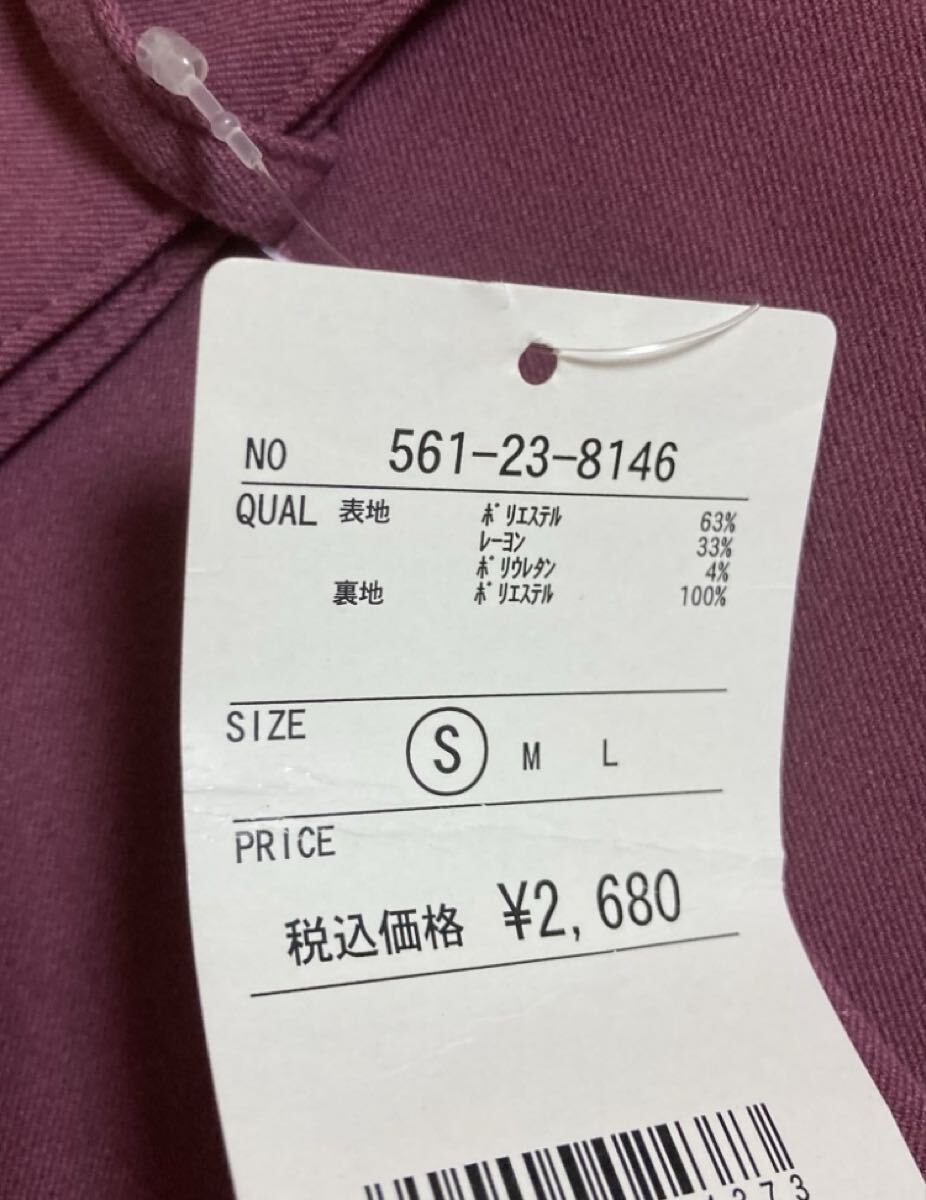 NO 561-23-8146
QUAL 表地 ポリエステル 63%
レーヨン 33%
ポリウレタン 4%
裏地 ポリエステル 100%
SIZE S M L
PRICE
税込価格 ¥2,680